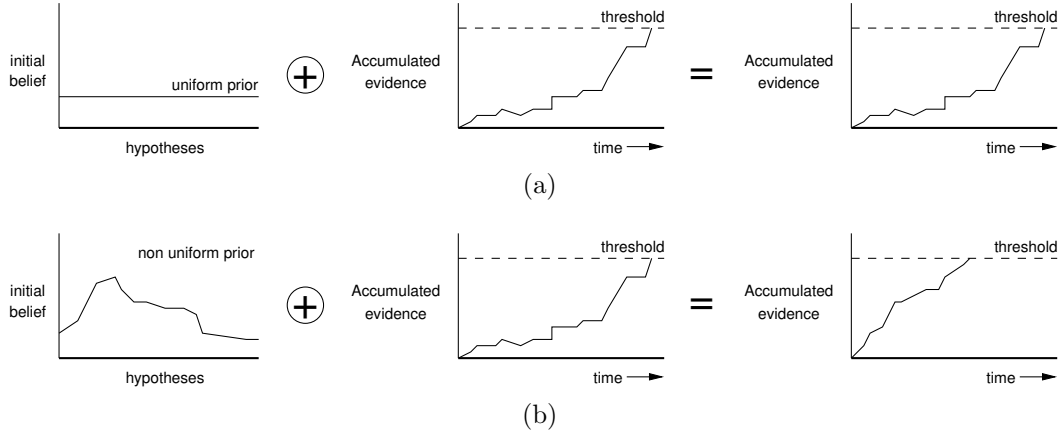 initial
belief
uniform prior
hypotheses
+
Accumulated
evidence
threshold
time
=
Accumulated
evidence
threshold
time
(a)
initial
belief
non uniform prior
hypotheses
+
Accumulated
evidence
threshold
time
=
Accumulated
evidence
threshold
time
(b)